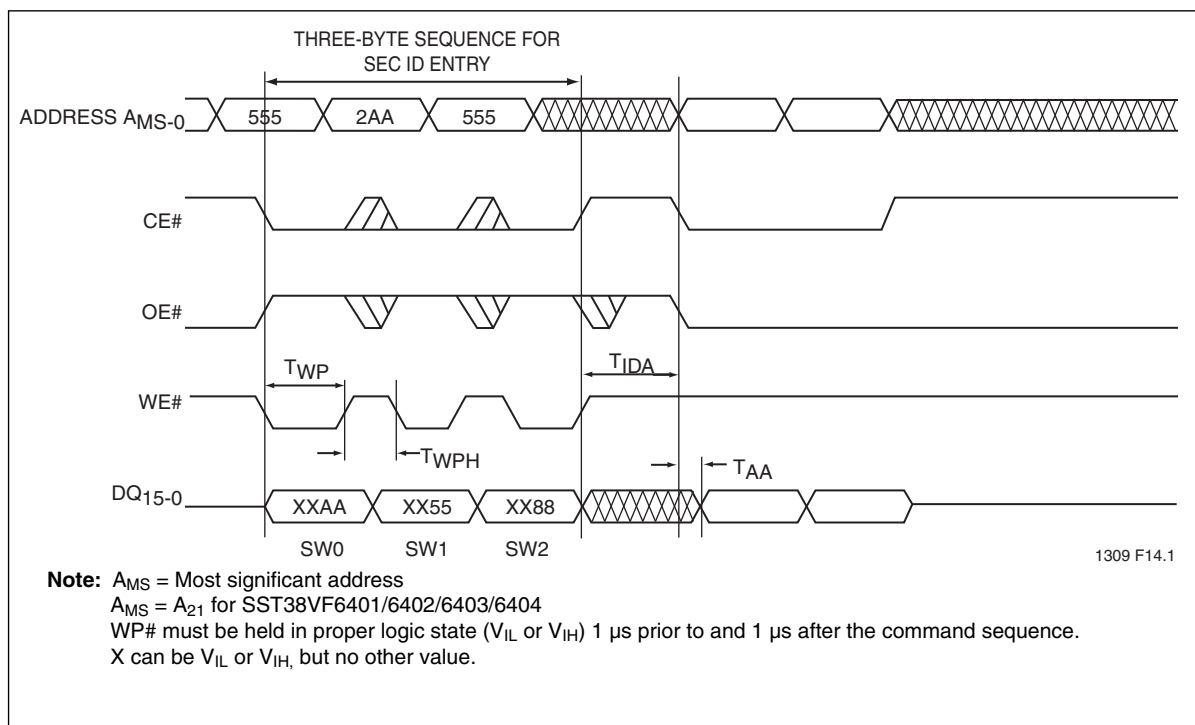 THREE-BYTE SEQUENCE FOR
SEC ID ENTRY
ADDRESS AMS-0
555 2AA 555
CE#
OE#
TWP TIDA
WE#
TWPH TAA
DQ15-0
XXAA XX55 XX88
SW0 SW1 SW2
1309 F14.1
Note: AMS = Most significant address
AMS = A21 for SST38VF6401/6402/6403/6404
WP# must be held in proper logic state (VIL or VIH) 1 µs prior to and 1 µs after the command sequence.
X can be VIL or VIH, but no other value.